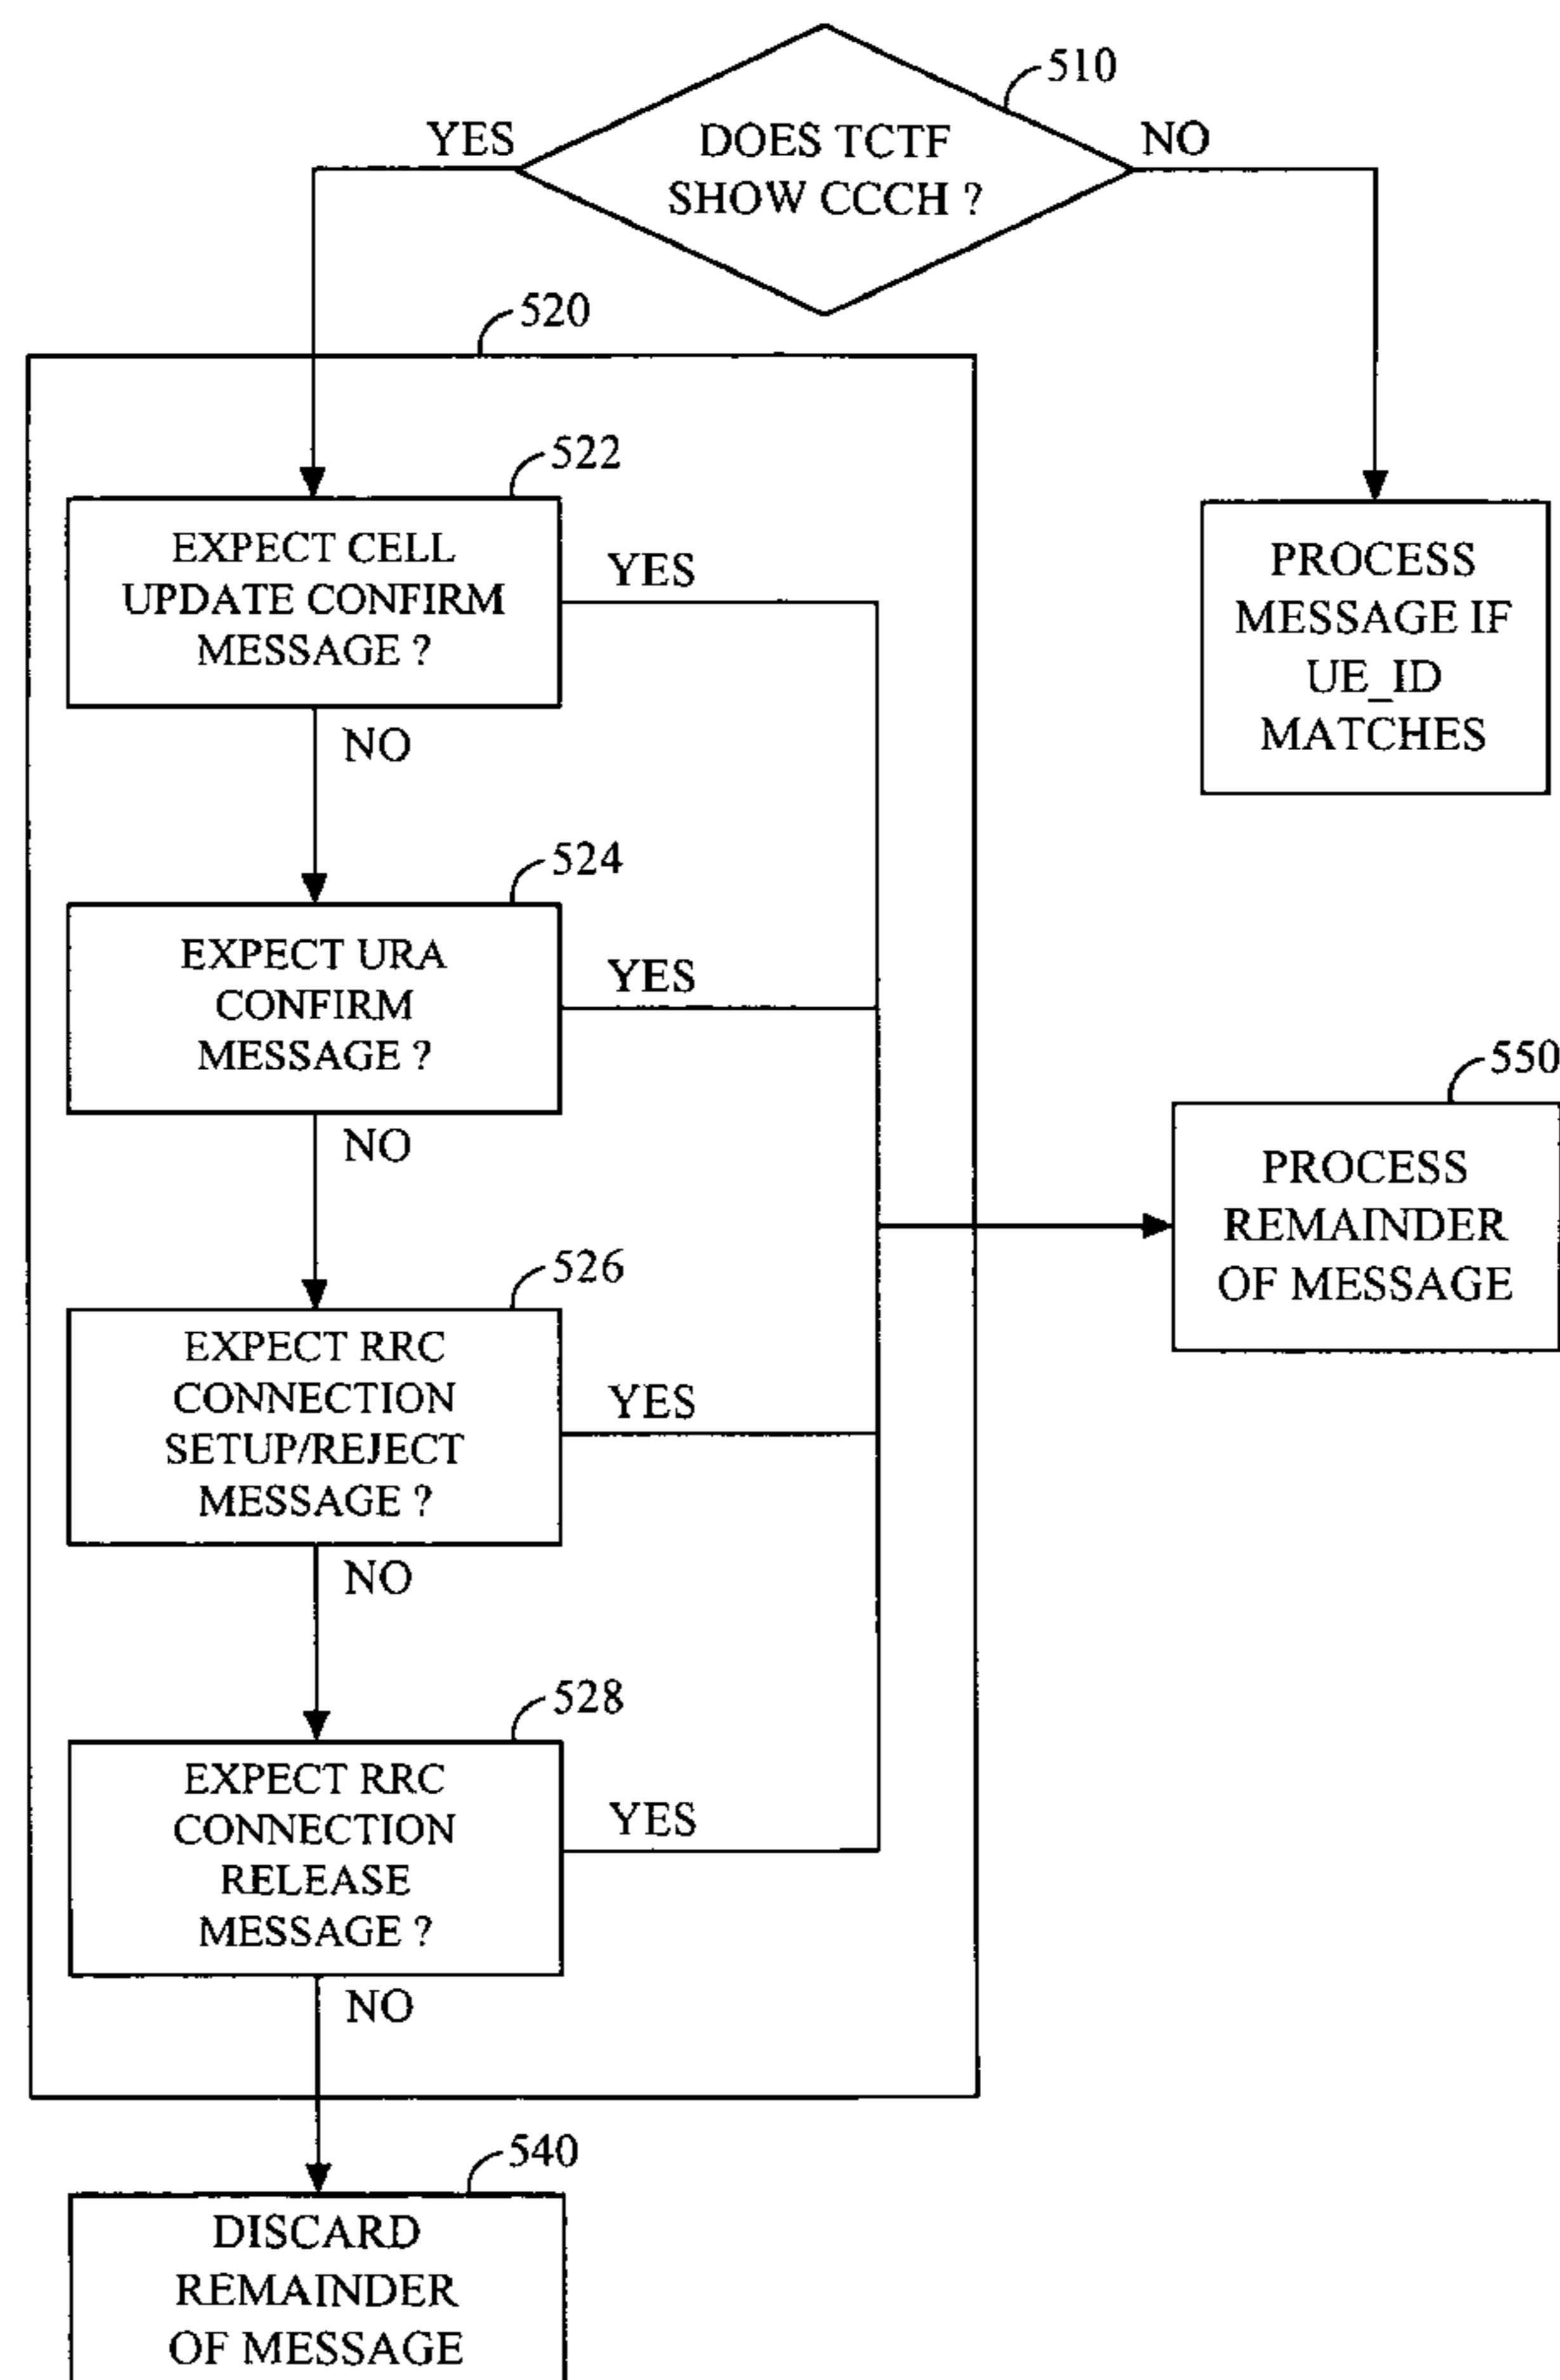 510
YES
DOES TCTF
SHOW CCCH ?
NO
520
522
EXPECT CELL
UPDATE CONFIRM
MESSAGE ?
YES
NO
PROCESS
MESSAGE IF
UE_ID
MATCHES
524
EXPECT URA
CONFIRM
MESSAGE ?
YES
NO
550
PROCESS
REMAINDER
OF MESSAGE
526
EXPECT RRC
CONNECTION
SETUP/REJECT
MESSAGE ?
YES
NO
528
EXPECT RRC
CONNECTION
RELEASE
MESSAGE ?
YES
NO
540
DISCARD
REMAINDER
OF MESSAGE